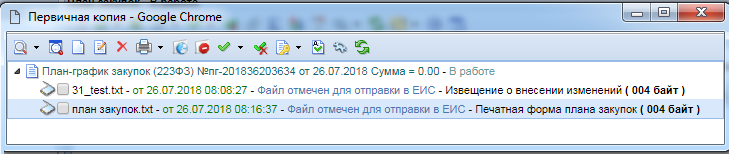 Первичная копия - Google Chrome
План-график закупок (223ФЗ) №пг-201836203634 от 26.07.2018 Сумма = 0.00 - В работе
31_test.txt - от 26.07.2018 08:08:27 - Файл отмечен для отправки в ЕИС - Извещение о внесении изменений ( 004 байт )
план закупок.txt - от 26.07.2018 08:16:37 - Файл отмечен для отправки в ЕИС - Печатная форма плана закупок ( 004 байт )